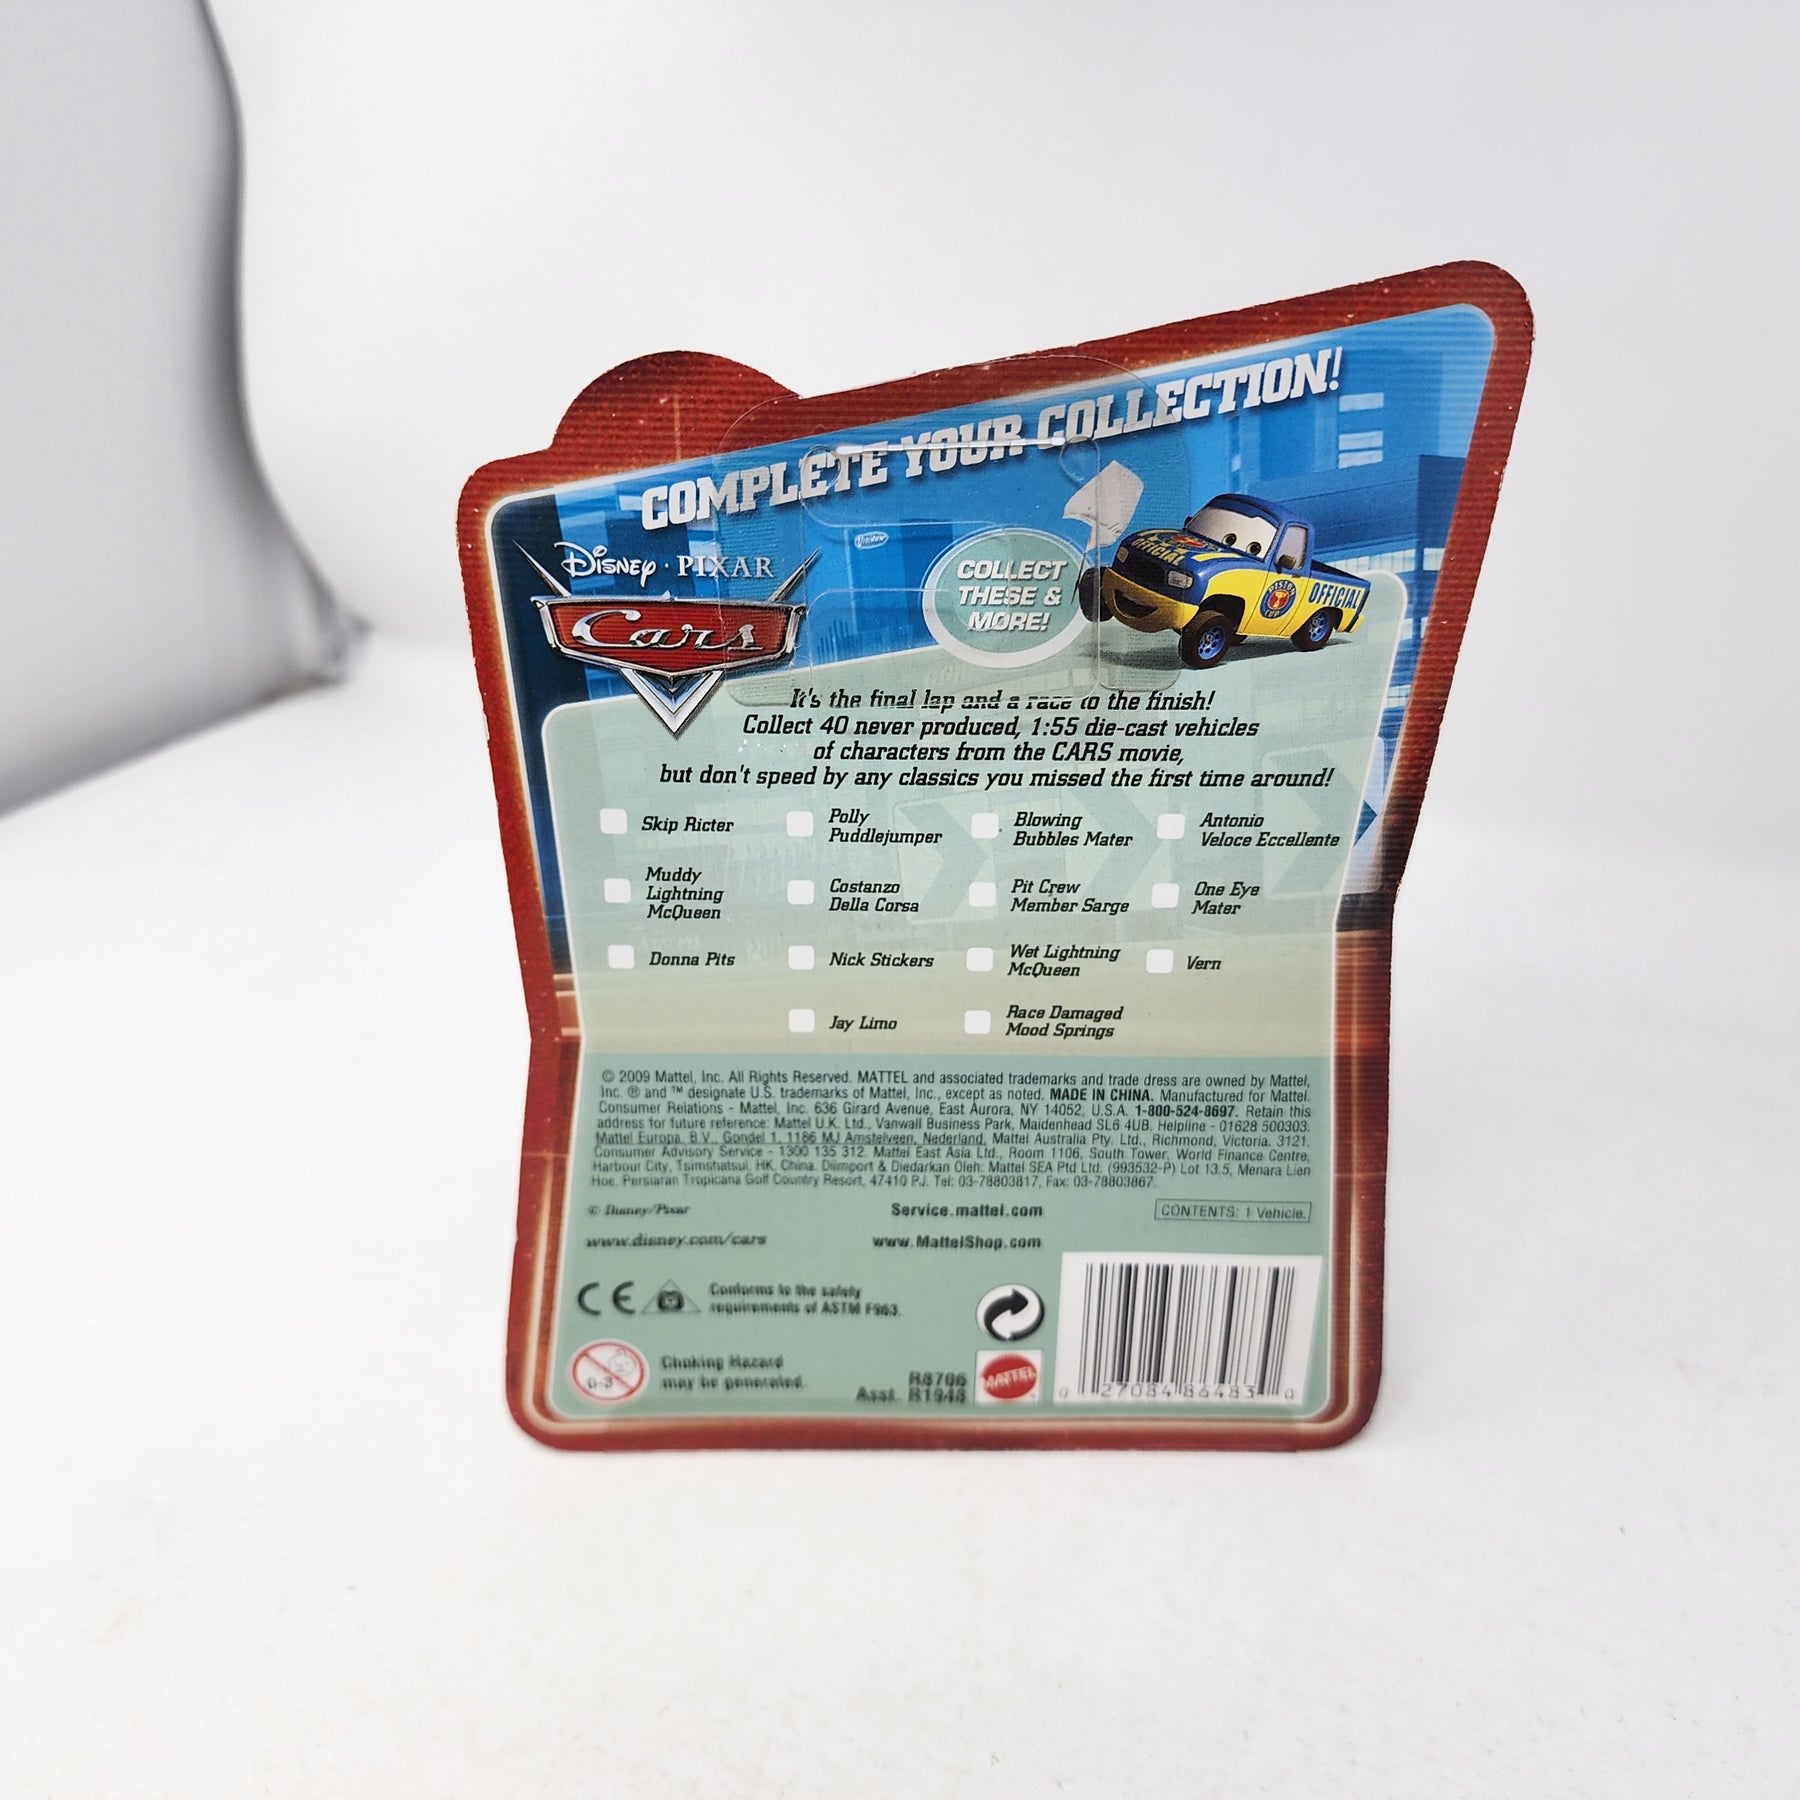 COMPLETE YOUR COLLECTION!
Disney · PIXAR
Cars
COLLECT
THESE &
MORE!
OFFICIAL
OFFICIAL
PISTON
CUP
It's the final lap and a race to the finish!
Collect 40 never produced, 1:55 die-cast vehicles
of characters from the CARS movie,
but don't speed by any classics you missed the first time around!
Skip Ricter
Polly
Puddlejumper
Blowing
Bubbles Mater
Antonio
Veloce Eccellente
Muddy
Lightning
McQueen
Costanzo
Della Corsa
Pit Crew
Member Sarge
One Eye
Mater
Donna Pits
Nick Stickers
Wet Lightning
McQueen
Vern
Jay Limo
Race Damaged
Mood Springs
© 2009 Mattel, Inc. All Rights Reserved. MATTEL and associated trademarks and trade dress are owned by Mattel,
Inc. ® and ™ designate U.S. trademarks of Mattel, Inc., except as noted. MADE IN CHINA. Manufactured for Mattel.
Consumer Relations - Mattel, Inc. 636 Girard Avenue, East Aurora, NY 14052, U.S.A. 1-800-524-8697. Retain this
address for future reference: Mattel U.K. Ltd., Vanwall Business Park, Maidenhead SL6 4UB. Helpline - 01628 500303.
Mattel Europa, B.V., Gondel 1, 1186 MJ Amstelveen, Nederland. Mattel Australia Pty. Ltd., Richmond, Victoria. 3121.
Consumer Advisory Service - 1300 135 312. Mattel East Asia Ltd., Room 1106, South Tower, World Finance Centre,
Harbour City, Tsimshatsui, HK, China. Diimport & Diedarkan Oleh: Mattel SEA Ptd Ltd. (993532-P) Lot 13.5, Menara Lien
Hoe, Persiaran Tropicana Golf Country Resort, 47410 PJ. Tel: 03-78803817, Fax: 03-78803867.
© Disney/Pixar
Service.mattel.com
CONTENTS: 1 Vehicle.
www.disney.com/cars
www.MattelShop.com
CE
Conforms to the safety
requirements of ASTM F963.
0-3
Choking Hazard
may be generated.
R8706
Asst. R1948
MATTEL
0 27084 86483 0